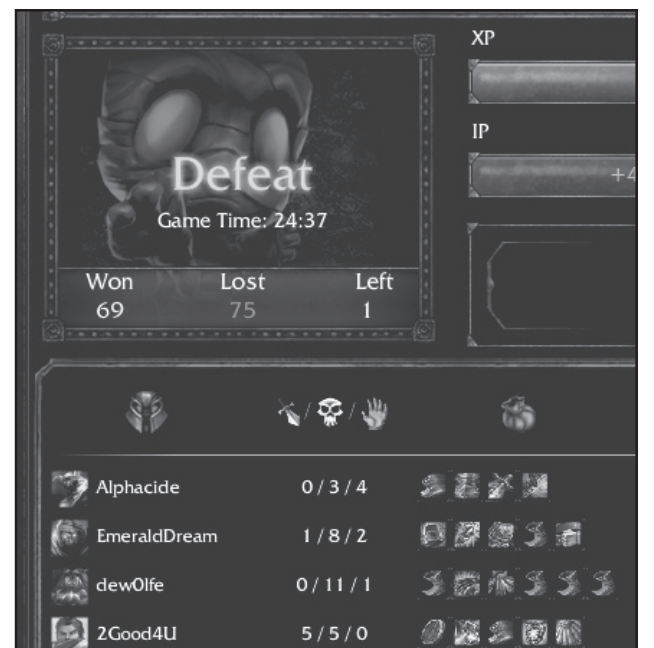 XP
IP
+4
Defeat
Game Time: 24:37
Won Lost Left
69 75 1
/ /
Alphacide 0 / 3 / 4
EmeraldDream 1 / 8 / 2
dew0lfe 0 / 11 / 1
2Good4U 5 / 5 / 0